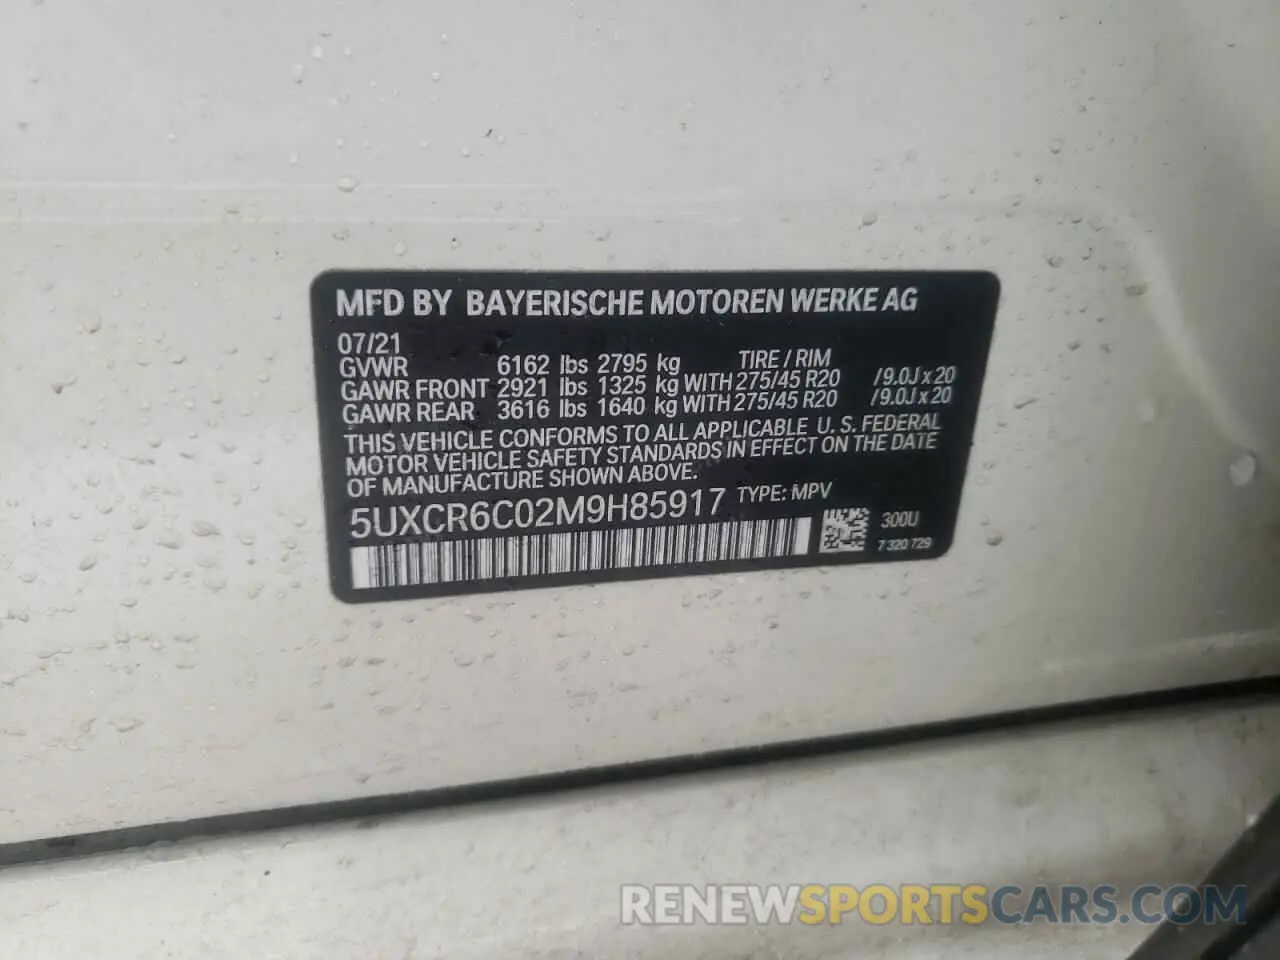 MFD BY BAYERISCHE MOTOREN WERKE AG
07/21
GVWR 6162 lbs 2795 kg TIRE / RIM
GAWR FRONT 2921 lbs 1325 kg WITH 275/45 R20 /9.0J x 20
GAWR REAR 3616 lbs 1640 kg WITH 275/45 R20 /9.0J x 20
THIS VEHICLE CONFORMS TO ALL APPLICABLE U. S. FEDERAL
MOTOR VEHICLE SAFETY STANDARDS IN EFFECT ON THE DATE
OF MANUFACTURE SHOWN ABOVE.
5UXCR6C02M9H85917 TYPE: MPV
300U
7 320 729
RENEWSPORTSCARS.COM